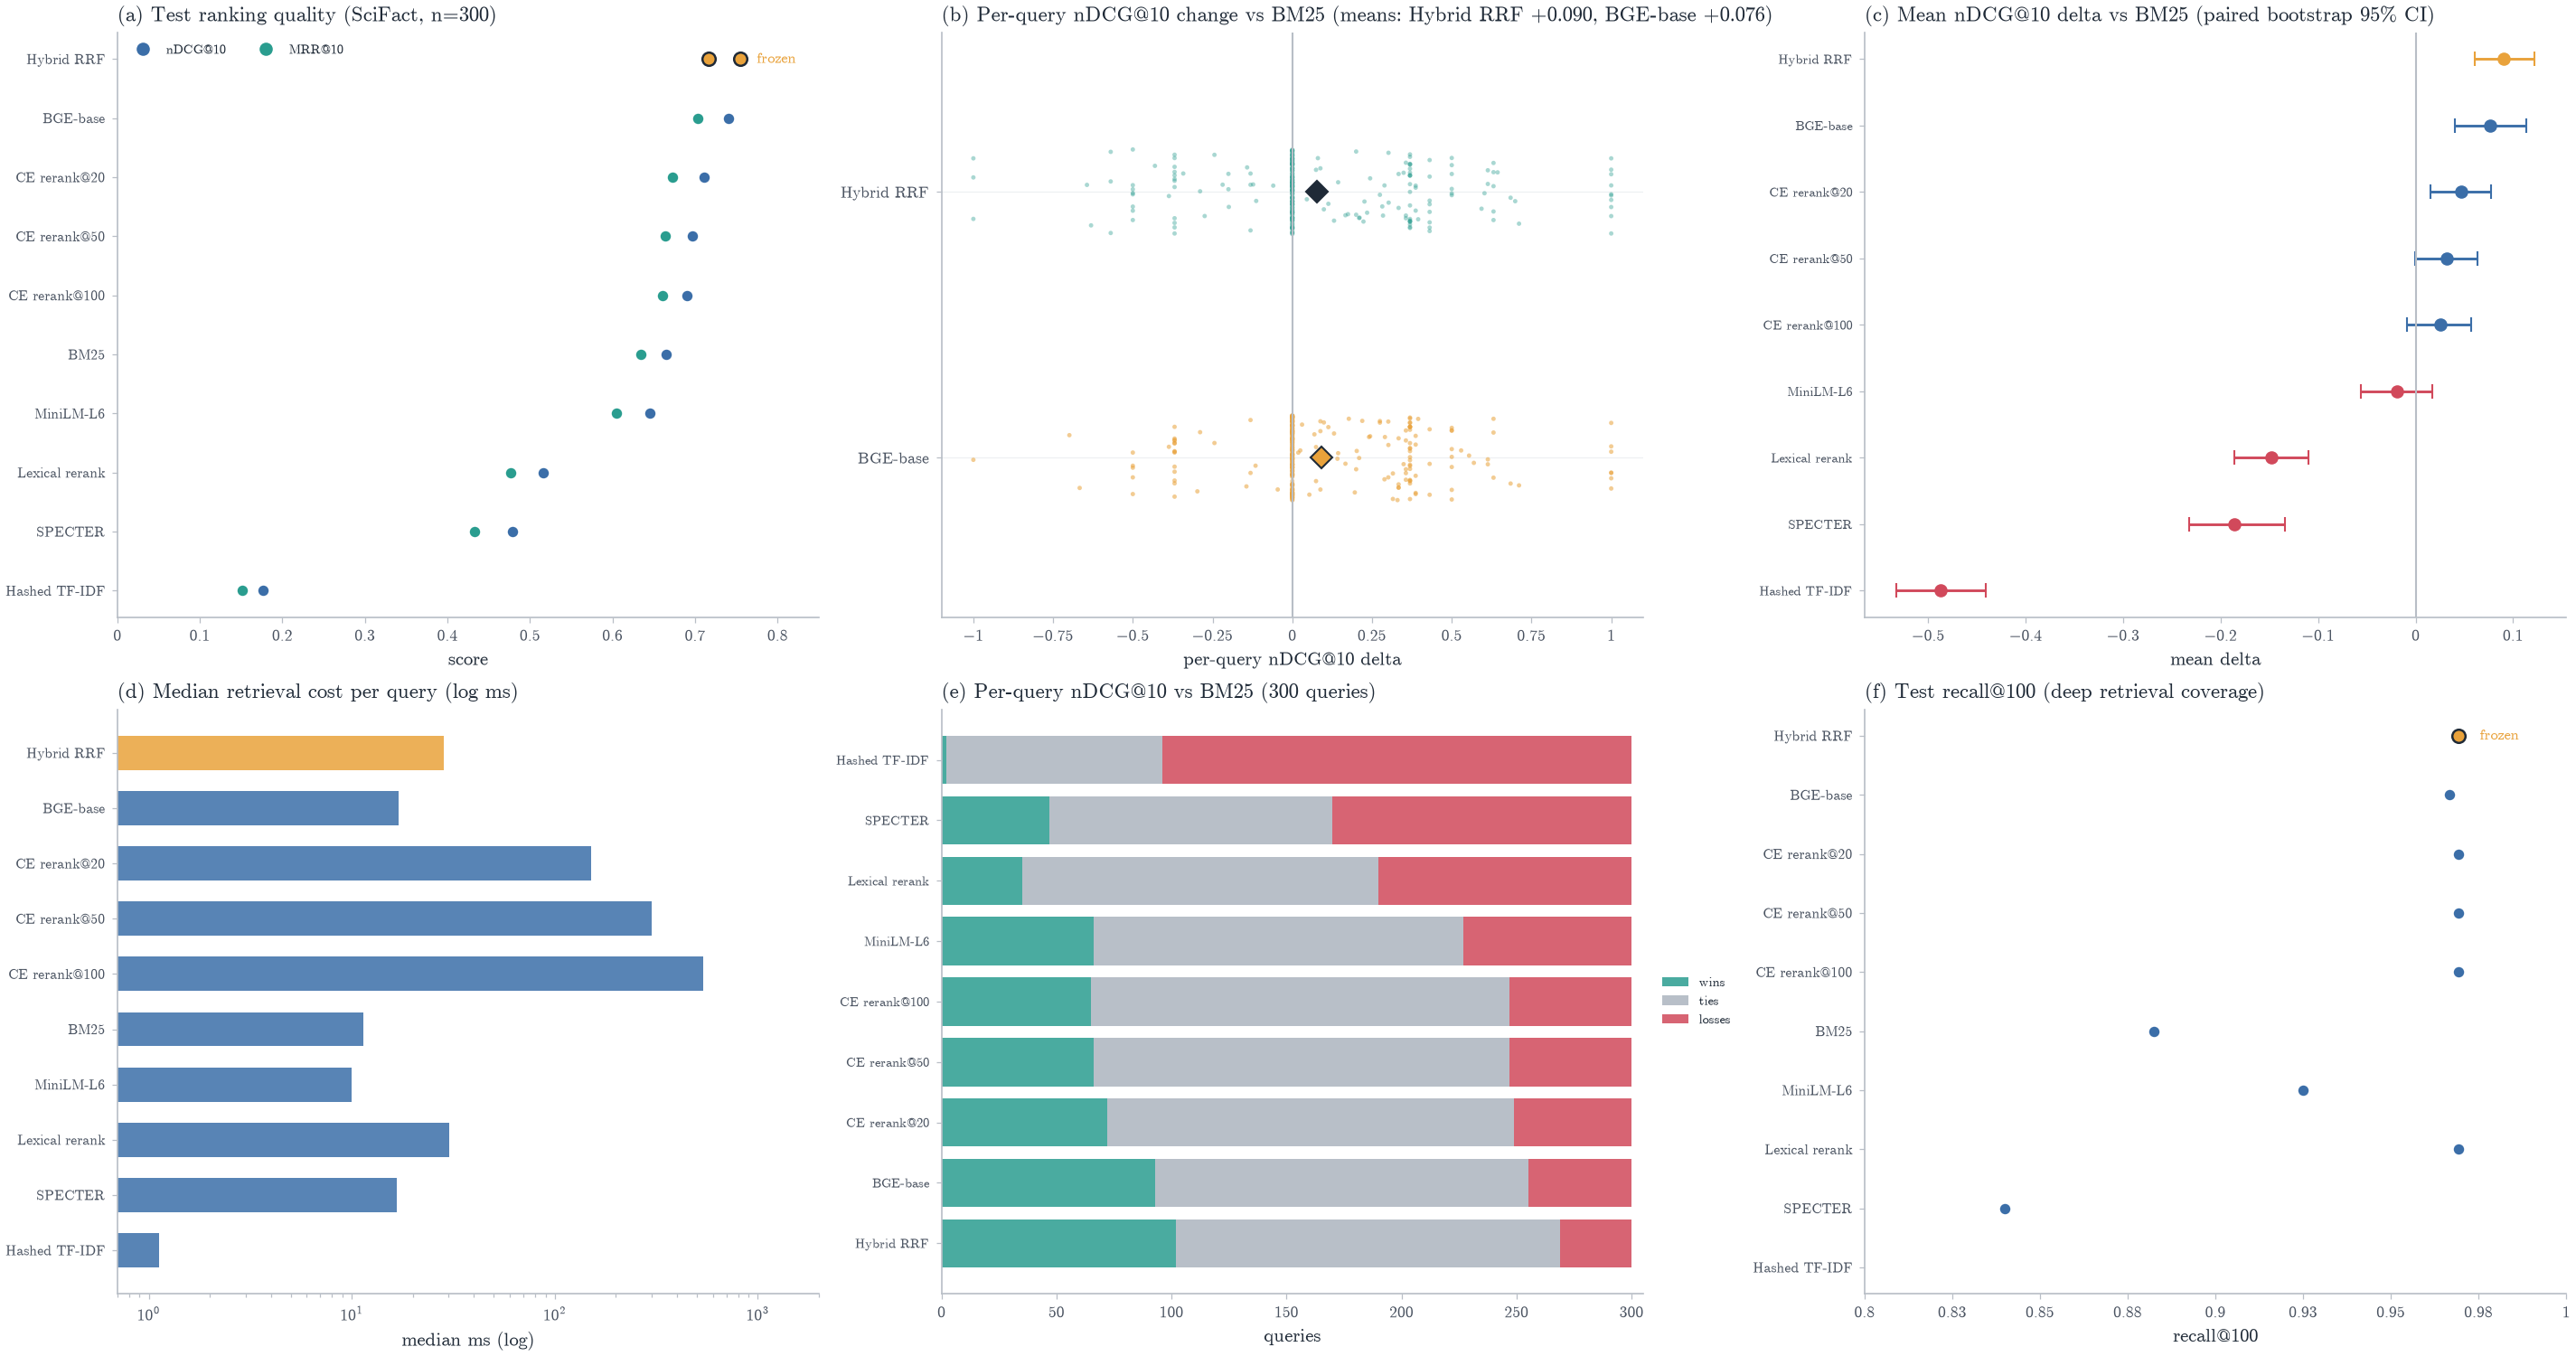 (a) Test ranking quality (SciFact, n=300)
nDCG@10
MRR@10
frozen
Hybrid RRF
BGE-base
CE rerank@20
CE rerank@50
CE rerank@100
BM25
MiniLM-L6
Lexical rerank
SPECTER
Hashed TF-IDF
0 0.1 0.2 0.3 0.4 0.5 0.6 0.7 0.8
score
(b) Per-query nDCG@10 change vs BM25 (means: Hybrid RRF +0.090, BGE-base +0.076)
Hybrid RRF
BGE-base
−1 −0.75 −0.5 −0.25 0 0.25 0.5 0.75 1
per-query nDCG@10 delta
(c) Mean nDCG@10 delta vs BM25 (paired bootstrap 95% CI)
Hybrid RRF
BGE-base
CE rerank@20
CE rerank@50
CE rerank@100
MiniLM-L6
Lexical rerank
SPECTER
Hashed TF-IDF
−0.5 −0.4 −0.3 −0.2 −0.1 0 0.1
mean delta
(d) Median retrieval cost per query (log ms)
Hybrid RRF
BGE-base
CE rerank@20
CE rerank@50
CE rerank@100
BM25
MiniLM-L6
Lexical rerank
SPECTER
Hashed TF-IDF
10⁰ 10¹ 10² 10³
median ms (log)
(e) Per-query nDCG@10 vs BM25 (300 queries)
Hashed TF-IDF
SPECTER
Lexical rerank
MiniLM-L6
CE rerank@100
CE rerank@50
CE rerank@20
BGE-base
Hybrid RRF
0 50 100 150 200 250 300
queries
wins
ties
losses
(f) Test recall@100 (deep retrieval coverage)
Hybrid RRF
frozen
BGE-base
CE rerank@20
CE rerank@50
CE rerank@100
BM25
MiniLM-L6
Lexical rerank
SPECTER
Hashed TF-IDF
0.8 0.83 0.85 0.88 0.9 0.93 0.95 0.98 1
recall@100